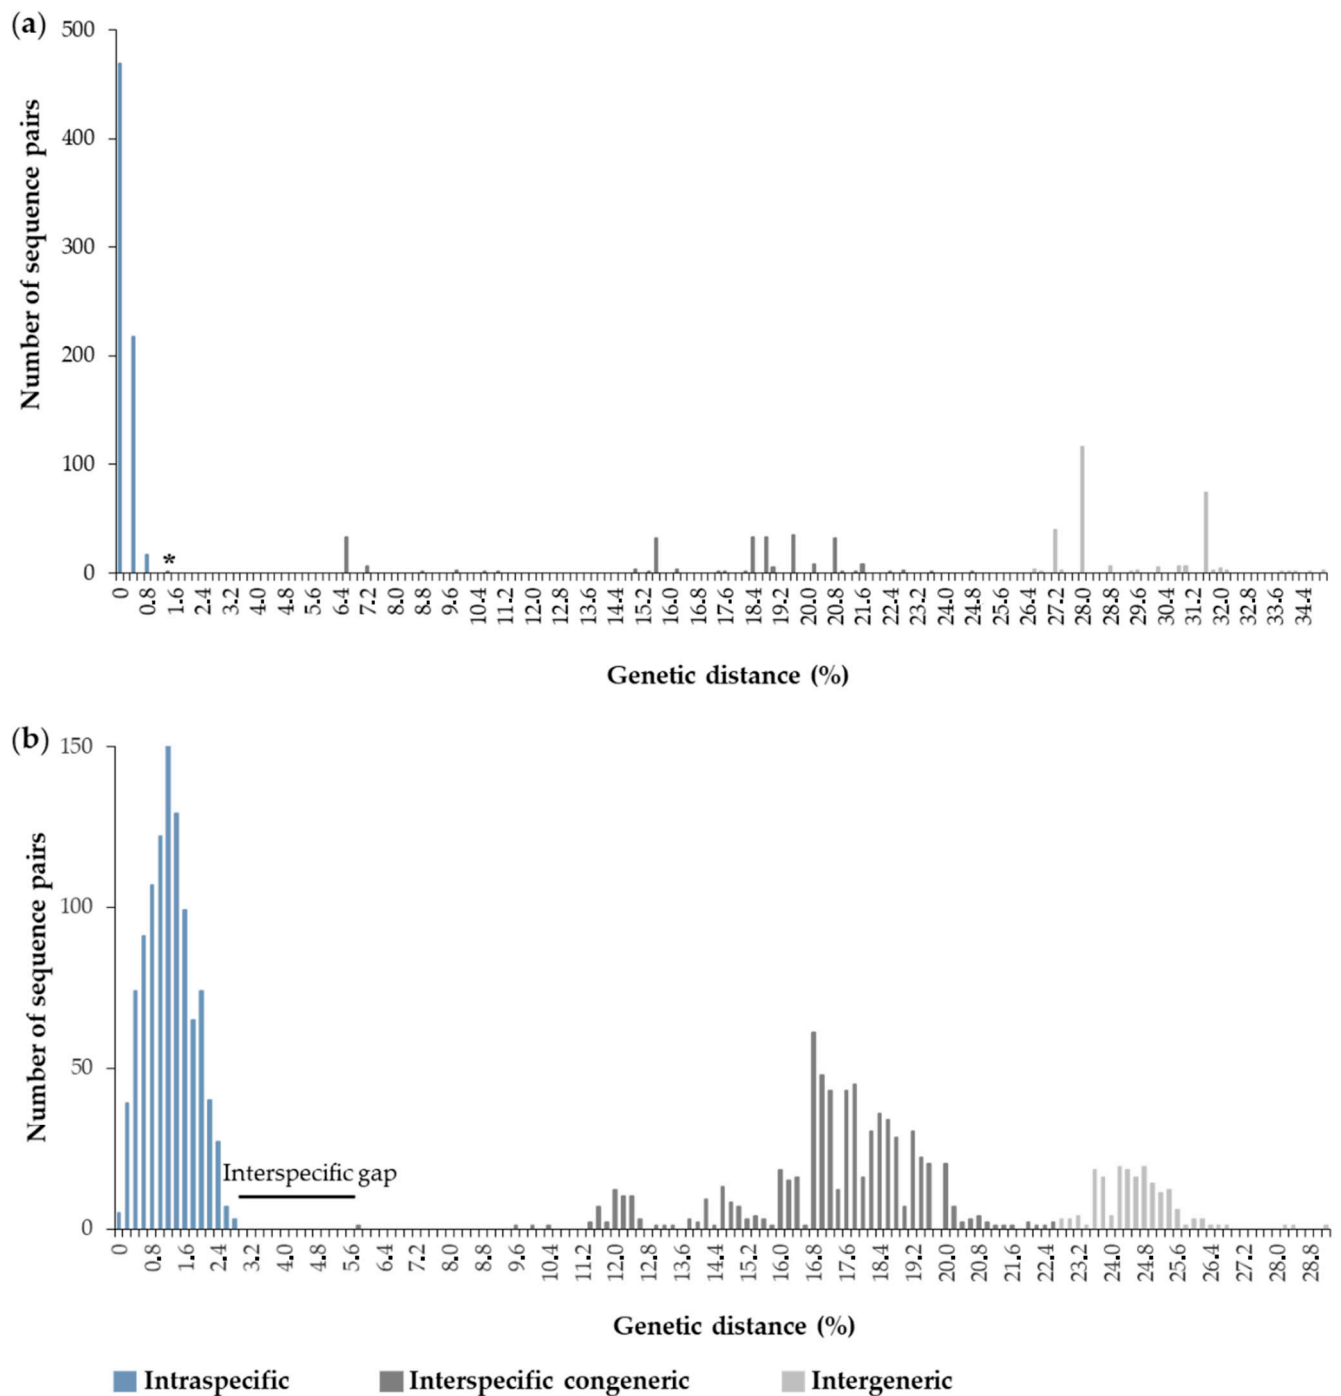 (a)
500
400
300
200
100
0
Number of sequence pairs
*
0 0.8 1.6 2.4 3.2 4.0 4.8 5.6 6.4 7.2 8.0 8.8 9.6 10.4 11.2 12.0 12.8 13.6 14.4 15.2 16.0 16.8 17.6 18.4 19.2 20.0 20.8 21.6 22.4 23.2 24.0 24.8 25.6 26.4 27.2 28.0 28.8 29.6 30.4 31.2 32.0 32.8 33.6 34.4
Genetic distance (%)
(b)
150
100
50
0
Number of sequence pairs
Interspecific gap
0 0.8 1.6 2.4 3.2 4.0 4.8 5.6 6.4 7.2 8.0 8.8 9.6 10.4 11.2 12.0 12.8 13.6 14.4 15.2 16.0 16.8 17.6 18.4 19.2 20.0 20.8 21.6 22.4 23.2 24.0 24.8 25.6 26.4 27.2 28.0 28.8
Genetic distance (%)
Intraspecific Interspecific congeneric Intergeneric